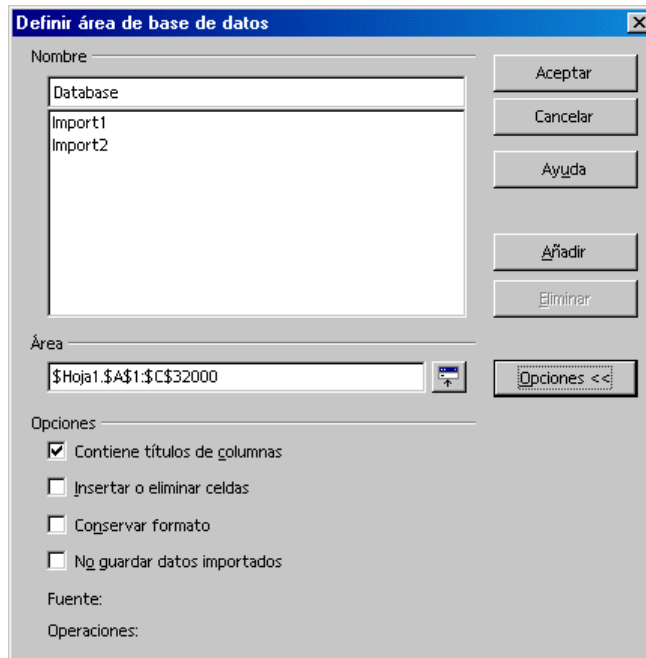 Definir área de base de datos
Nombre
Database
Import1
Import2
Aceptar
Cancelar
Ayuda
Añadir
Eliminar
Área
$Hoja1.$A$1:$C$32000
Opciones <<
Opciones
Contiene títulos de columnas
Insertar o eliminar celdas
Conservar formato
No guardar datos importados
Fuente:
Operaciones: